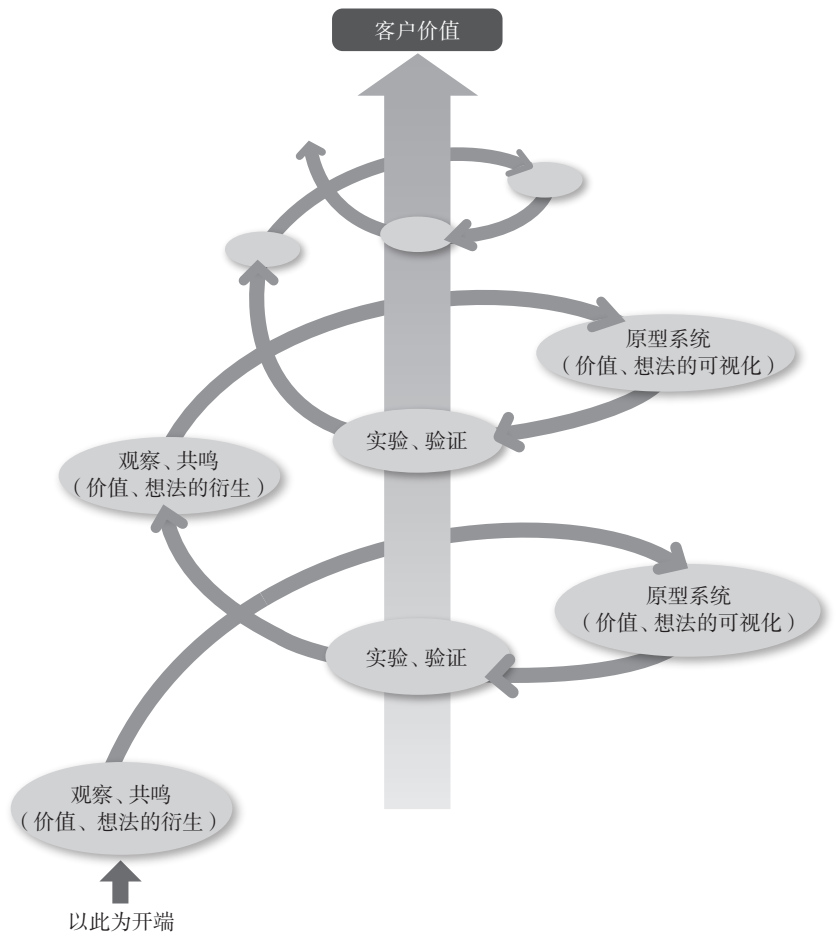 客户价值
原型系统
（价值、想法的可视化）
实验、验证
观察、共鸣
（价值、想法的衍生）
原型系统
（价值、想法的可视化）
实验、验证
观察、共鸣
（价值、想法的衍生）
以此为开端